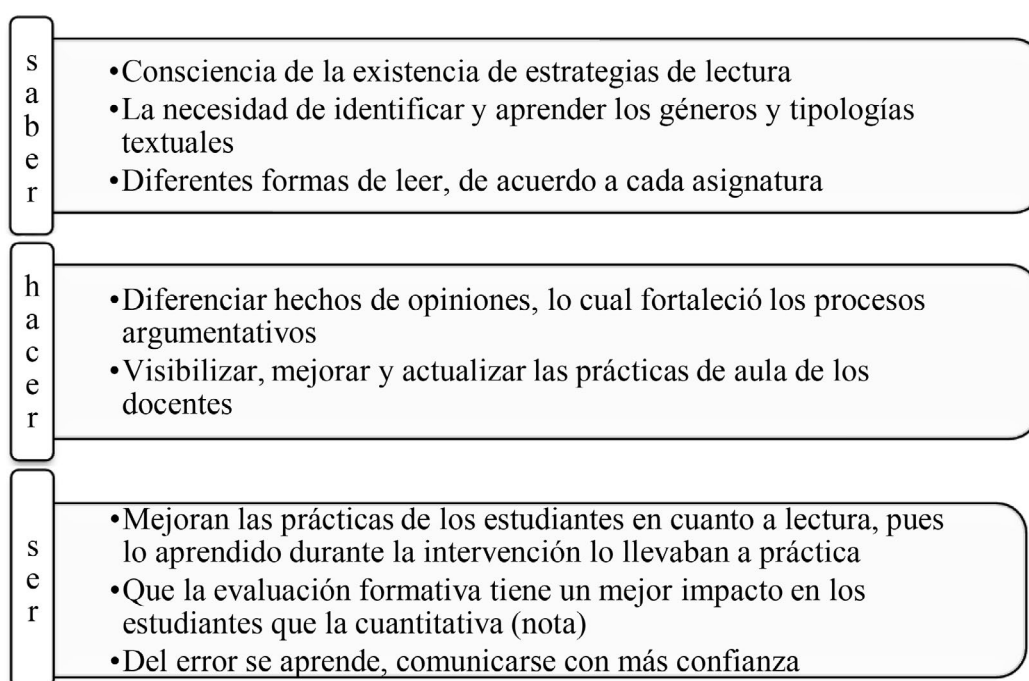 saber
•Consciencia de la existencia de estrategias de lectura
•La necesidad de identificar y aprender los géneros y tipologías
textuales
•Diferentes formas de leer, de acuerdo a cada asignatura
hacer
•Diferenciar hechos de opiniones, lo cual fortaleció los procesos
argumentativos
•Visibilizar, mejorar y actualizar las prácticas de aula de los
docentes
ser
•Mejoran las prácticas de los estudiantes en cuanto a lectura, pues
lo aprendido durante la intervención lo llevaban a práctica
•Que la evaluación formativa tiene un mejor impacto en los
estudiantes que la cuantitativa (nota)
•Del error se aprende, comunicarse con más confianza